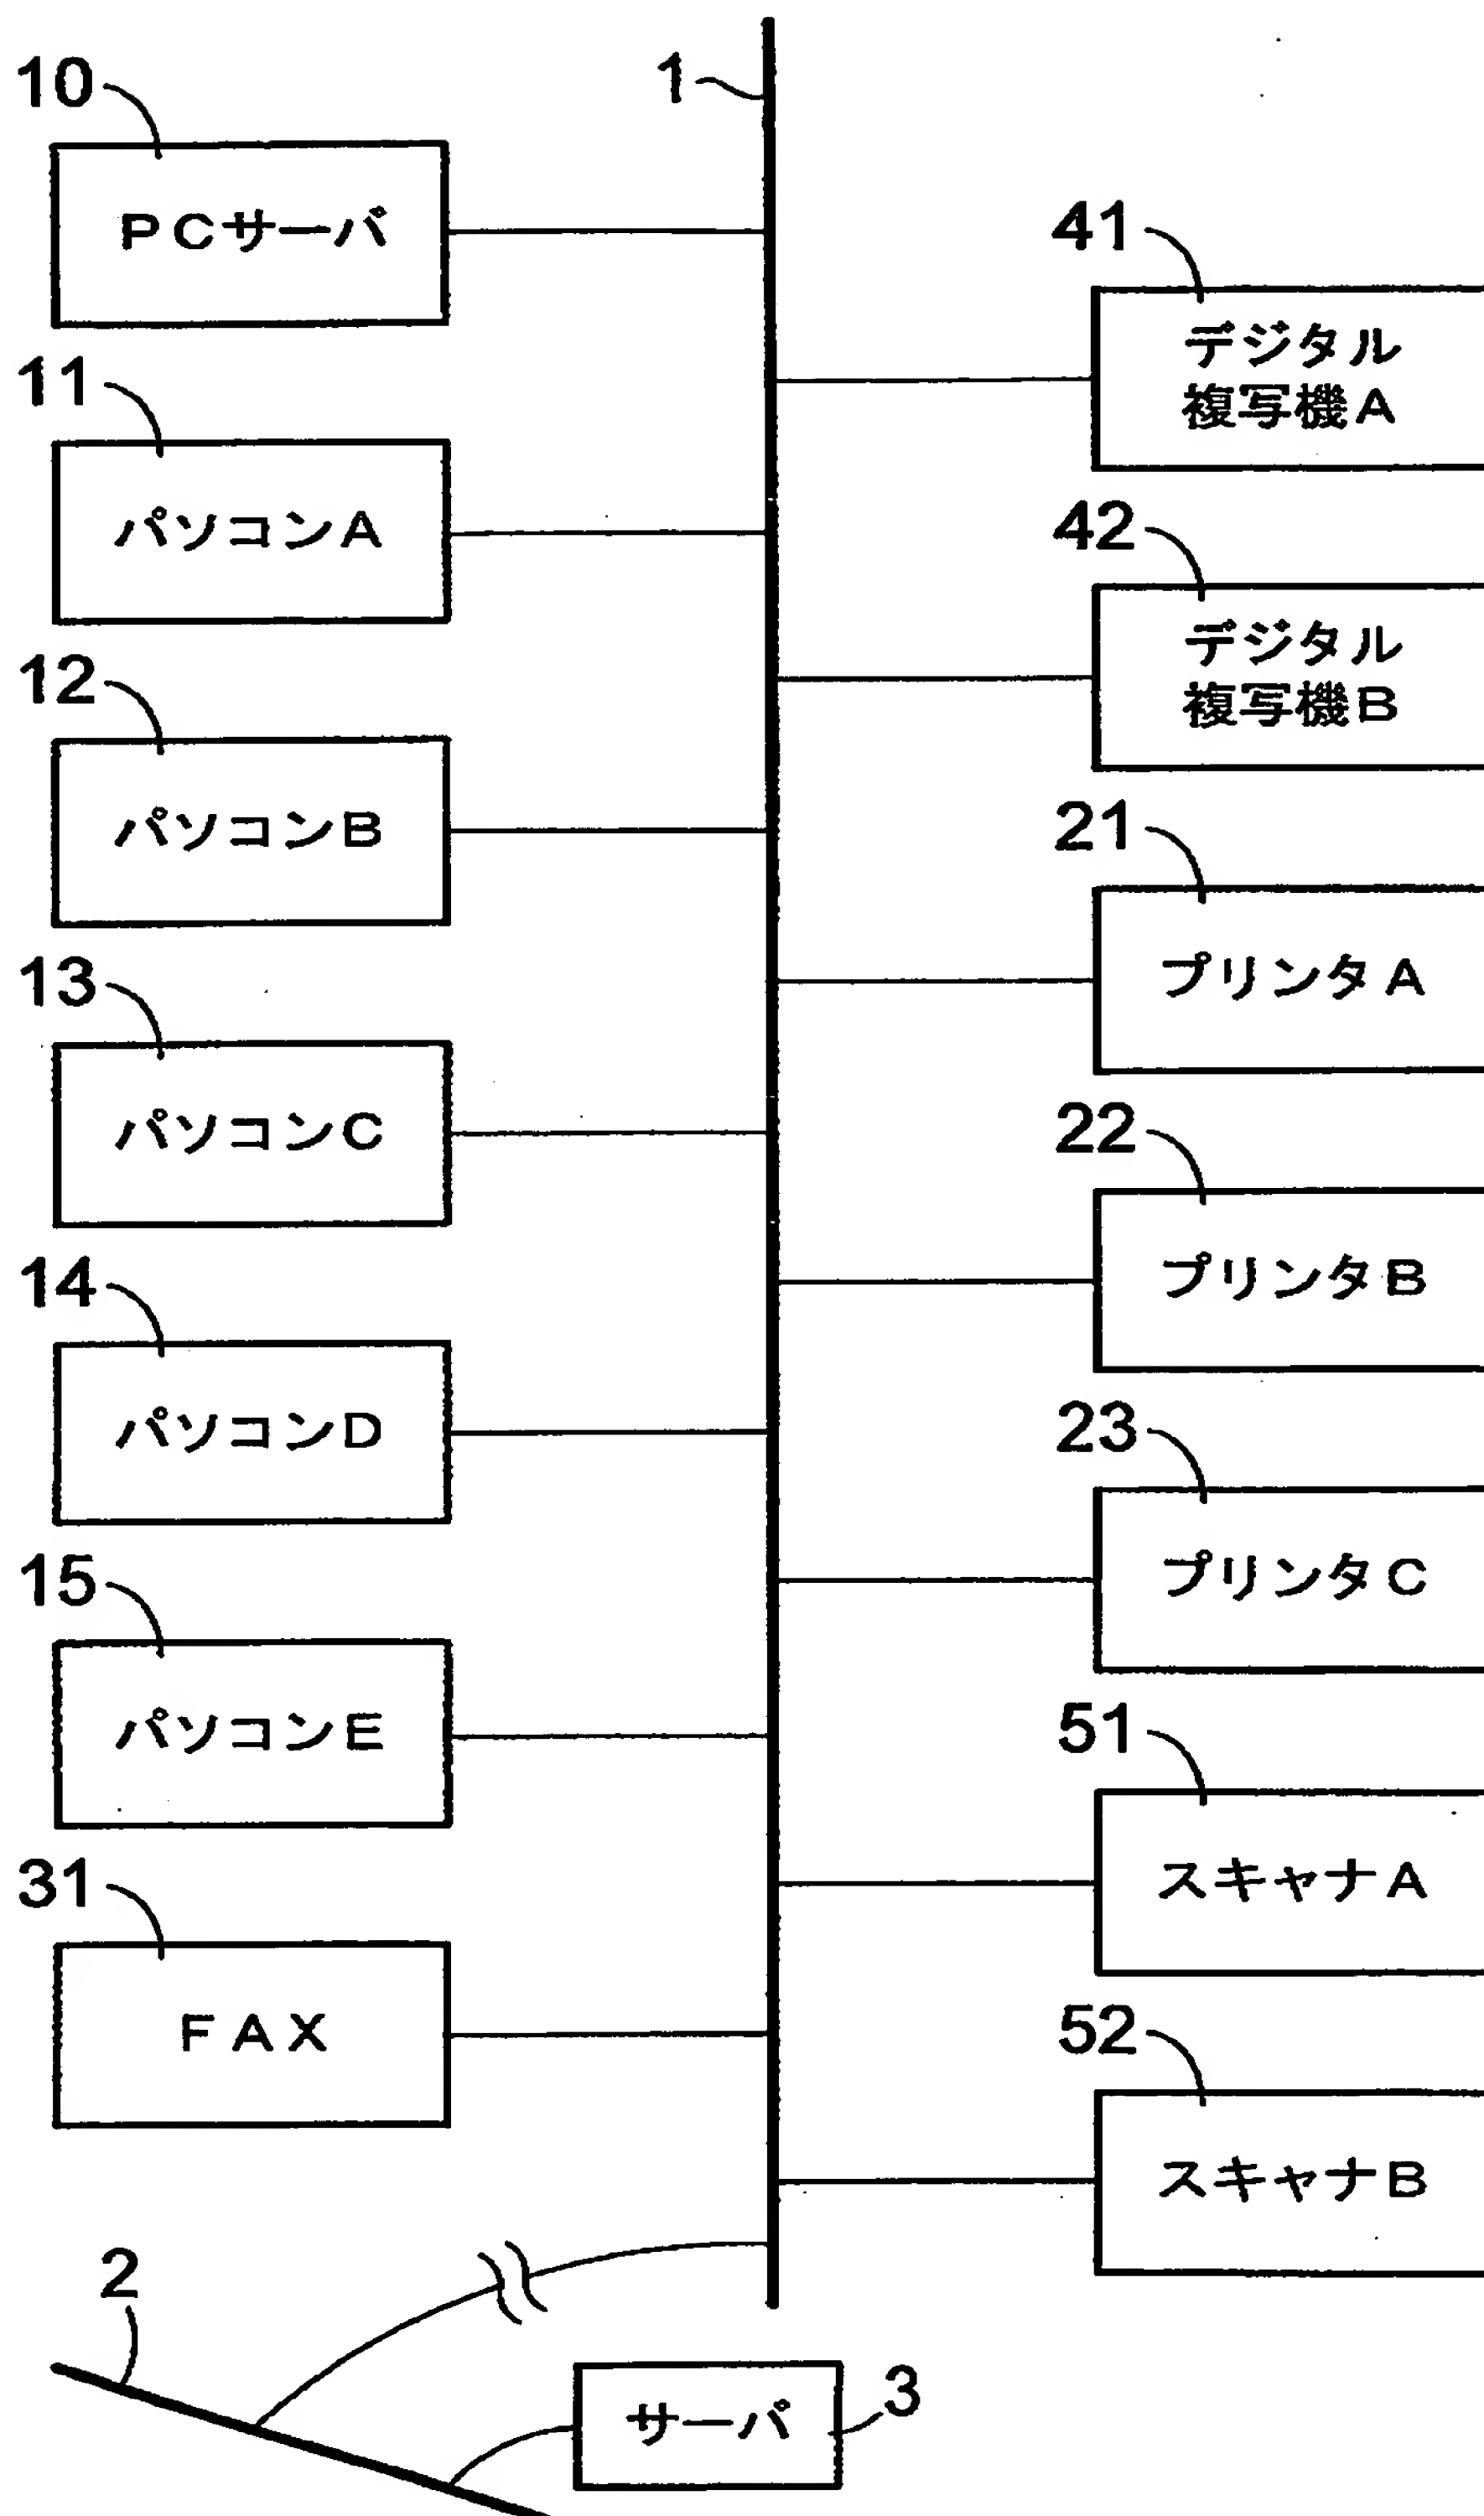 1
10
PCサーバ
11
パソコンA
12
パソコンB
13
パソコンC
14
パソコンD
15
パソコンE
31
FAX
41
デジタル
複写機A
42
デジタル
複写機B
21
プリンタA
22
プリンタB
23
プリンタC
51
スキャナA
52
スキャナB
2
サーバ
3